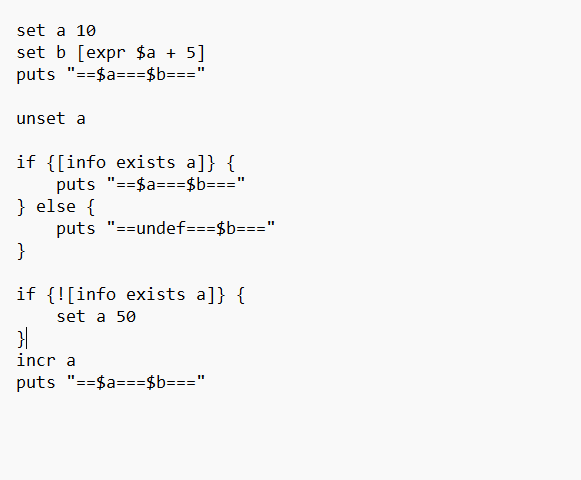 set a 10
set b [expr $a + 5]
puts "==$a===$b==="

unset a

if {[info exists a]} {
    puts "==$a===$b==="
} else {
    puts "==undef===$b==="
}

if {![info exists a]} {
    set a 50
}
incr a
puts "==$a===$b==="